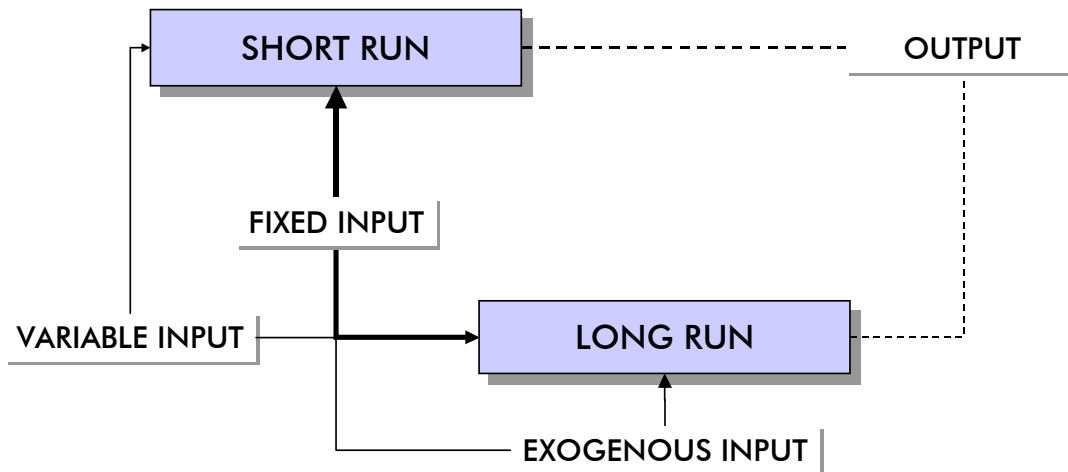 SHORT RUN
OUTPUT
FIXED INPUT
VARIABLE INPUT
LONG RUN
EXOGENOUS INPUT